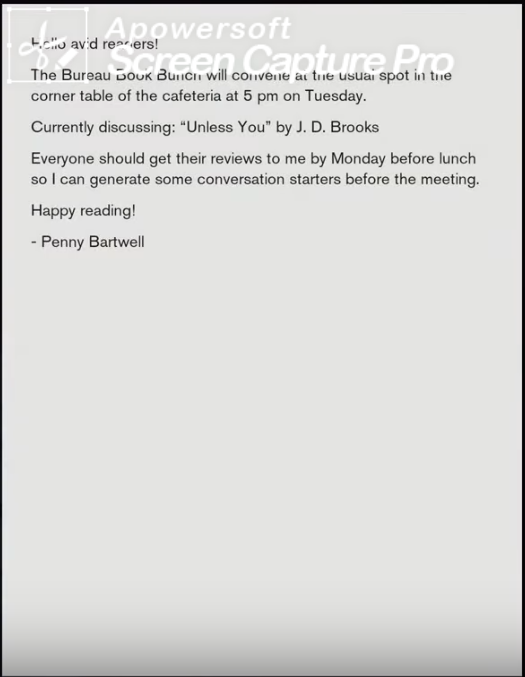 Apowersoft
Screen Capture Pro
Hello avid readers!
The Bureau Book Bunch will convene at the usual spot in the
corner table of the cafeteria at 5 pm on Tuesday.
Currently discussing: “Unless You” by J. D. Brooks
Everyone should get their reviews to me by Monday before lunch
so I can generate some conversation starters before the meeting.
Happy reading!
- Penny Bartwell